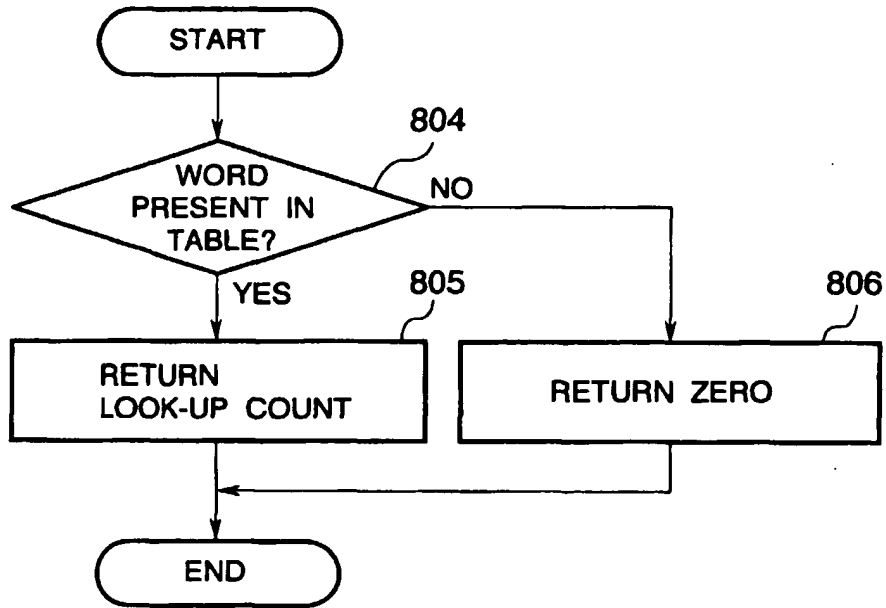 START
804
WORD
PRESENT IN
TABLE?
NO
YES
805
806
RETURN
LOOK-UP COUNT
RETURN ZERO
END